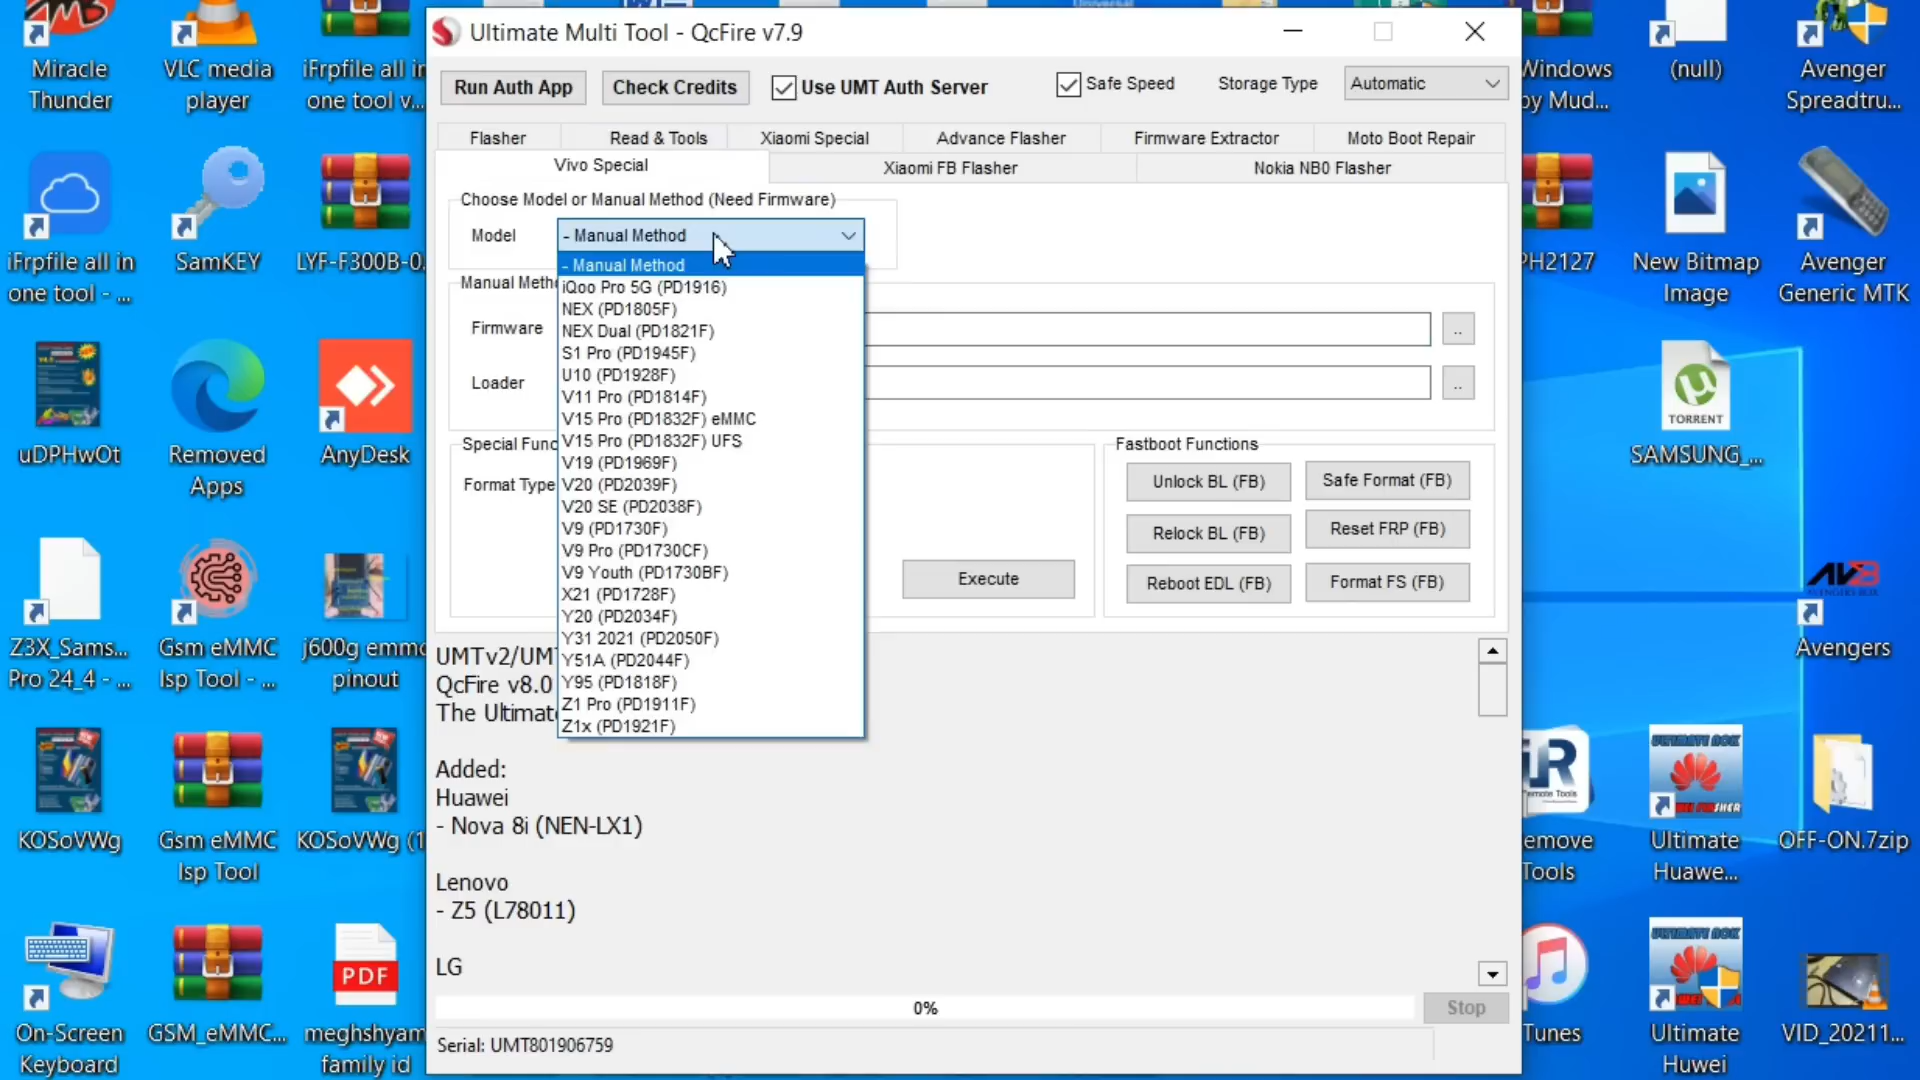 Ultimate Multi Tool - QcFire v7.9
Run Auth App
Check Credits
Use UMT Auth Server
Safe Speed
Storage Type
Automatic
Flasher
Read & Tools
Xiaomi Special
Advance Flasher
Firmware Extractor
Moto Boot Repair
Vivo Special
Xiaomi FB Flasher
Nokia NB0 Flasher
Choose Model or Manual Method (Need Firmware)
Model
- Manual Method
- Manual Method
iQoo Pro 5G (PD1916)
NEX (PD1805F)
NEX Dual (PD1821F)
S1 Pro (PD1945F)
U10 (PD1928F)
V11 Pro (PD1814F)
V15 Pro (PD1832F) eMMC
V15 Pro (PD1832F) UFS
V19 (PD1969F)
V20 (PD2039F)
V20 SE (PD2038F)
V9 (PD1730F)
V9 Pro (PD1730CF)
V9 Youth (PD1730BF)
X21 (PD1728F)
Y20 (PD2034F)
Y31 2021 (PD2050F)
Y51A (PD2044F)
Y95 (PD1818F)
Z1 Pro (PD1911F)
Z1x (PD1921F)
Manual Meth
Firmware
..
Loader
..
Special Func
Format Type
Execute
Fastboot Functions
Unlock BL (FB)
Safe Format (FB)
Relock BL (FB)
Reset FRP (FB)
Reboot EDL (FB)
Format FS (FB)
UMTv2/UMT
QcFire v8.0
The Ultimate
Added:
Huawei
- Nova 8i (NEN-LX1)
Lenovo
- Z5 (L78011)
LG
0%
Stop
Serial: UMT801906759
Miracle
Thunder
VLC media
player
iFrpfile all in
one tool v...
iFrpfile all in
one tool - ...
SamKEY
LYF-F300B-0.
uDPHwOt
Removed
Apps
AnyDesk
Z3X_Sams...
Pro 24_4 - ...
Gsm eMMC
Isp Tool - ...
j600g emmc
pinout
KOSoVWg
Gsm eMMC
Isp Tool
KOSoVWg (1
On-Screen
Keyboard
GSM_eMMC...
PDF
meghshyam
family id
Windows
by Mud...
(null)
Avenger
Spreadtru...
PH2127
New Bitmap
Image
Avenger
Generic MTK
TORRENT
SAMSUNG_...
Avengers
emove
Tools
Ultimate
Huawe...
OFF-ON.7zip
Tunes
Ultimate
Huwei
VID_20211...